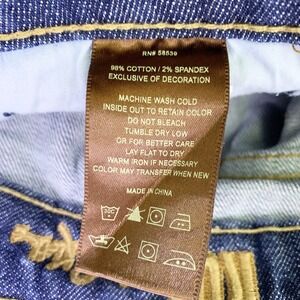 RN# 58539
98% COTTON / 2% SPANDEX
EXCLUSIVE OF DECORATION
MACHINE WASH COLD
INSIDE OUT TO RETAIN COLOR
DO NOT BLEACH
TUMBLE DRY LOW
OR FOR BETTER CARE
LAY FLAT TO DRY
WARM IRON IF NECESSARY
COLOR MAY TRANSFER WHEN NEW
MADE IN CHINA